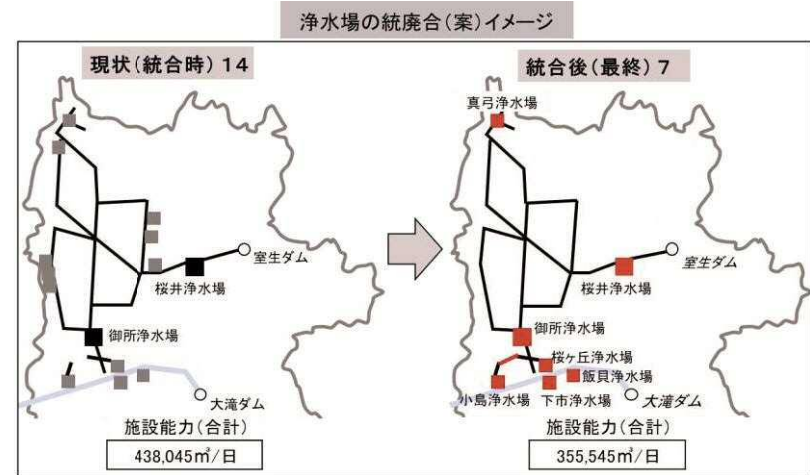 浄水場の統廃合(案)イメージ
現状(統合時) 14
室生ダム
桜井浄水場
御所浄水場
大滝ダム
施設能力(合計)
438,045㎥/日
統合後(最終) 7
真弓浄水場
室生ダム
桜井浄水場
御所浄水場
桜ヶ丘浄水場
飯貝浄水場
小島浄水場
下市浄水場
大滝ダム
施設能力(合計)
355,545㎥/日